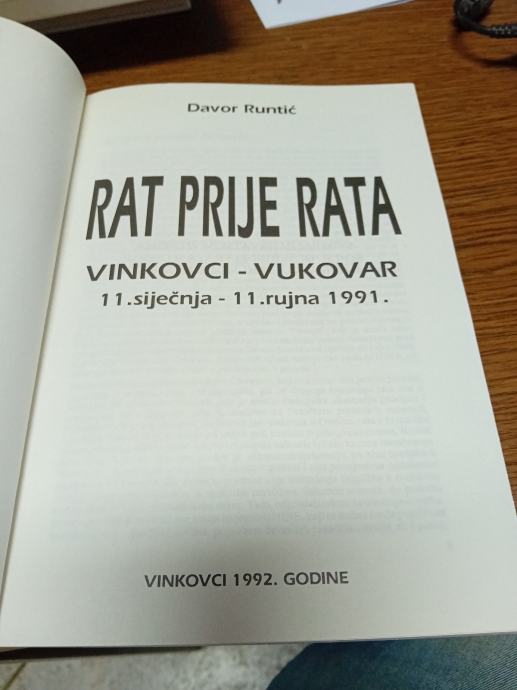 Davor Runtić
RAT PRIJE RATA
VINKOVCI - VUKOVAR
11.siječnja - 11.rujna 1991.
VINKOVCI 1992. GODINE